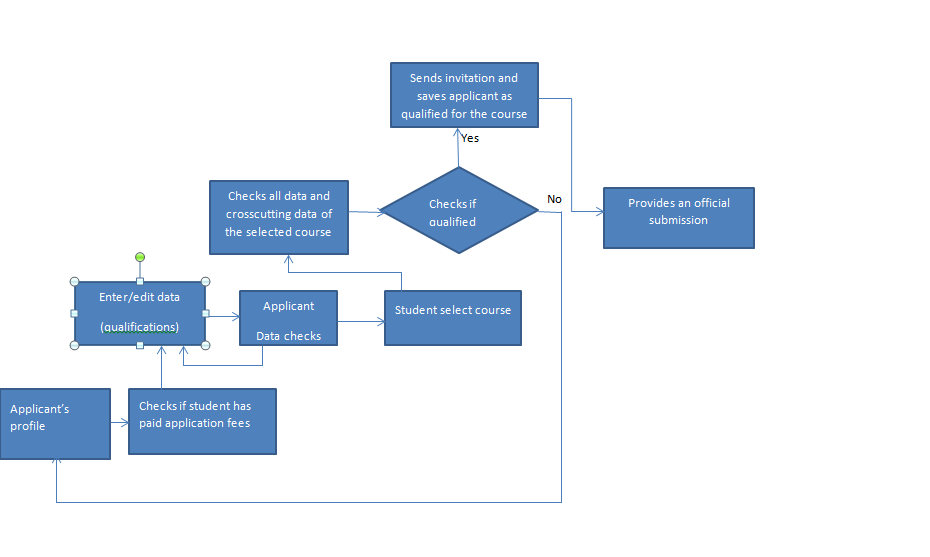 Sends invitation and
saves applicant as
qualified for the course
Yes
Checks all data and
crosscutting data of
the selected course
Checks if
qualified
No
Provides an official
submission
Enter/edit data
(qualifications)
Applicant
Data checks
Student select course
Applicant's
profile
Checks if student has
paid application fees